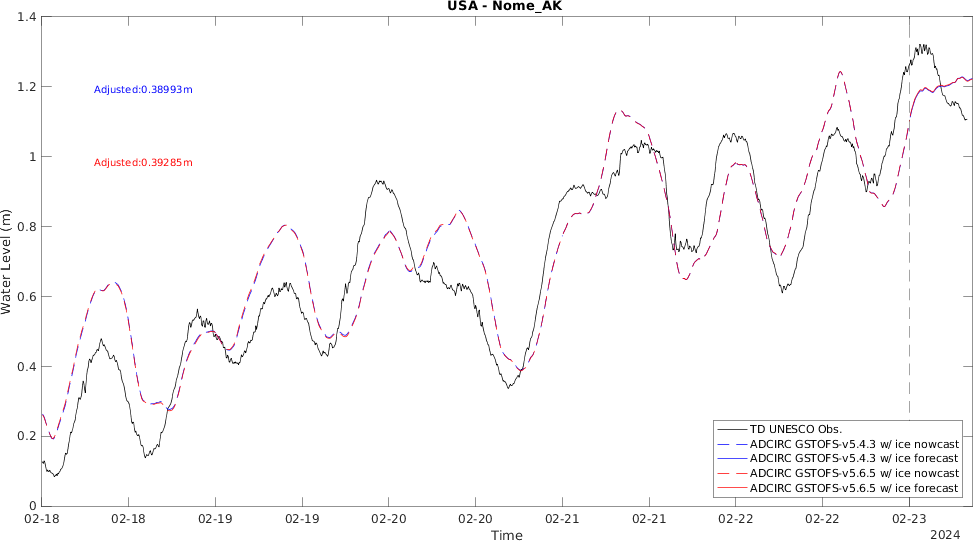 USA - Nome_AK
1.4
1.2
1
0.8
0.6
0.4
0.2
0
Water Level (m)
Adjusted:0.38993m
Adjusted:0.39285m
TD UNESCO Obs.
ADCIRC GSTOFS-v5.4.3 w/ ice nowcast
ADCIRC GSTOFS-v5.4.3 w/ ice forecast
ADCIRC GSTOFS-v5.6.5 w/ ice nowcast
ADCIRC GSTOFS-v5.6.5 w/ ice forecast
02-18 02-18 02-19 02-19 02-20 02-20 02-21 02-21 02-22 02-22 02-23
Time
2024